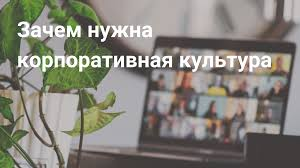 Зачем нужна
корпоративная культура